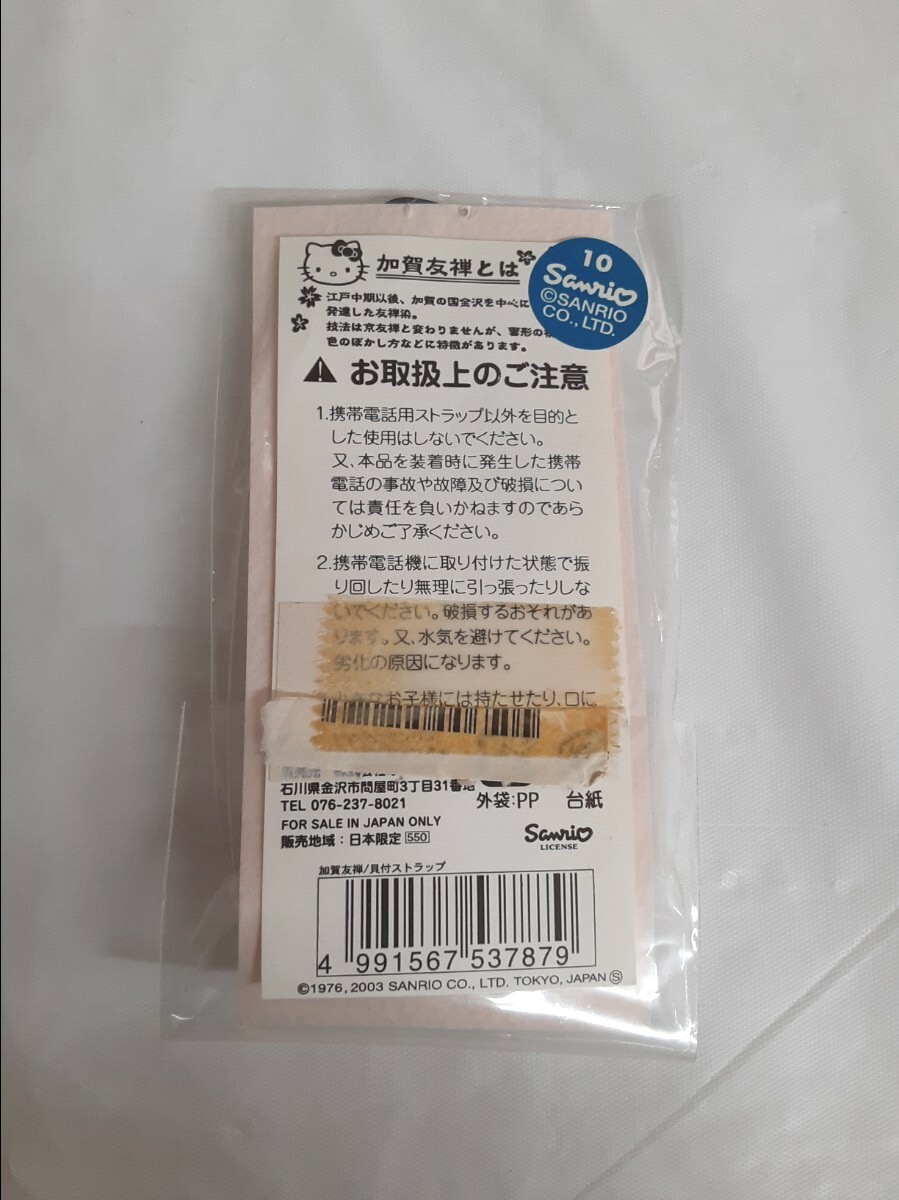 加賀友禅とは
江戸中期以後、加賀の国金沢を中心に
発達した友禅染。
技法は京友禅と変わりませんが、雲形の
色のぼかし方などに特徴があります。
10
Sanrio
©SANRIO
CO., LTD.
お取扱上のご注意
1.携帯電話用ストラップ以外を目的と
した使用はしないでください。
又、本品を装着時に発生した携帯
電話の事故や故障及び破損につい
ては責任を負いかねますのであら
かじめご了承ください。
2.携帯電話機に取り付けた状態で振
り回したり無理に引っ張ったりしな
いでください。破損するおそれがあ
ります。又、水気を避けてください。
劣化の原因になります。
お子様には持たせたり、口に
石川県金沢市問屋町3丁目31番地
TEL 076-237-8021
外袋:PP 台紙
FOR SALE IN JAPAN ONLY
販売地域:日本限定 550
Sanrio
LICENSE
加賀友禅/貝付ストラップ
4 991567 537879
©1976, 2003 SANRIO CO., LTD. TOKYO, JAPAN Ⓢ